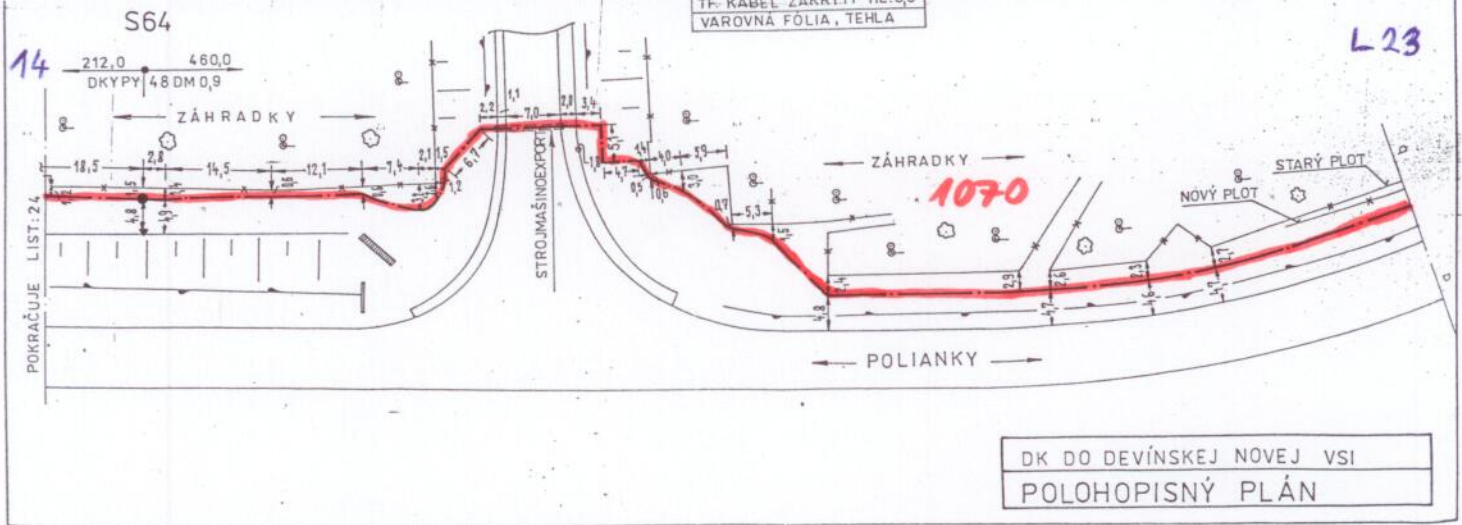 S64
VAROVNÁ FÓLIA, TEHLA
L 23
14
212,0 460,0
DKYPY 48 DM 0,9
ZÁHRADKY
2,2 1,1 7,0 2,8 3,4
18,5 2,8 14,5 12,1 7,4 2,1 1,5
6,7
1,2
4,8 4,9
5,1
1,8 4,7
1,4 4,0 5,9
0,5 0,6
0,7 5,3
STROJMAŠINOEXPORT
ZÁHRADKY
1070
STARÝ PLOT
NOVÝ PLOT
2,4 2,9 2,6 2,3 2,7
4,8 4,7 4,6 4,7
POKRAČUJE LIST: 24
POLIANKY
DK DO DEVÍNSKEJ NOVEJ VSI
POLOHOPISNÝ PLÁN